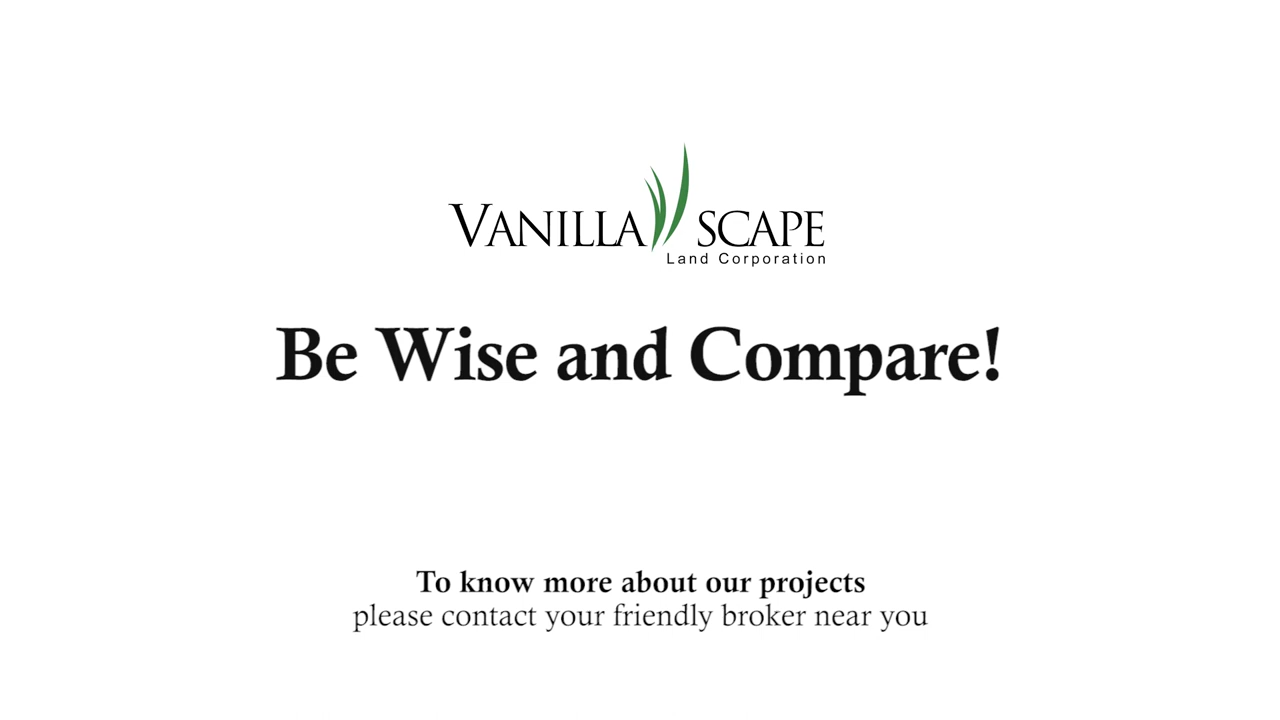 VANILLA SCAPE
Land Corporation
Be Wise and Compare!
To know more about our projects
please contact your friendly broker near you